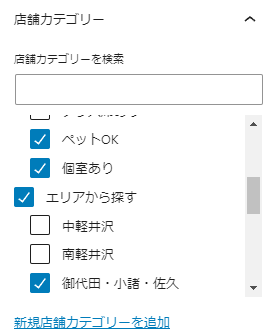 店舗カテゴリー
店舗カテゴリーを検索
ペットOK
個室あり
エリアから探す
中軽井沢
南軽井沢
御代田・小諸・佐久
新規店舗カテゴリーを追加